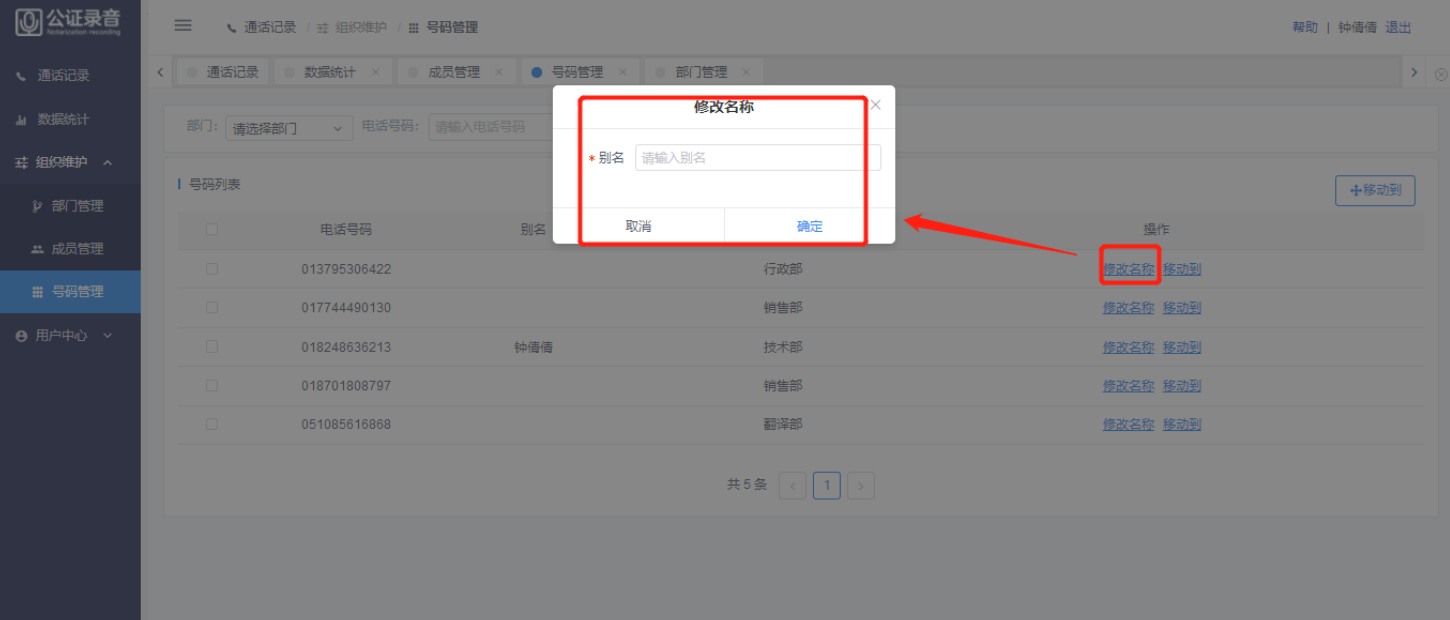 公证录音
Notarization recording
通话记录 / 组织维护 / 号码管理
帮助 | 钟倩倩 退出
通话记录
数据统计
组织维护
部门管理
成员管理
号码管理
用户中心
通话记录 数据统计 × 成员管理 × 号码管理 × 部门管理 ×
部门: 请选择部门 电话号码: 请输入电话号码
修改名称
* 别名 请输入别名
取消 确定
号码列表
移动到
电话号码 别名 操作
013795306422 行政部 修改名称 移动到
017744490130 销售部 修改名称 移动到
018248636213 钟倩倩 技术部 修改名称 移动到
018701808797 销售部 修改名称 移动到
051085616868 翻译部 修改名称 移动到
共 5 条 < 1 >